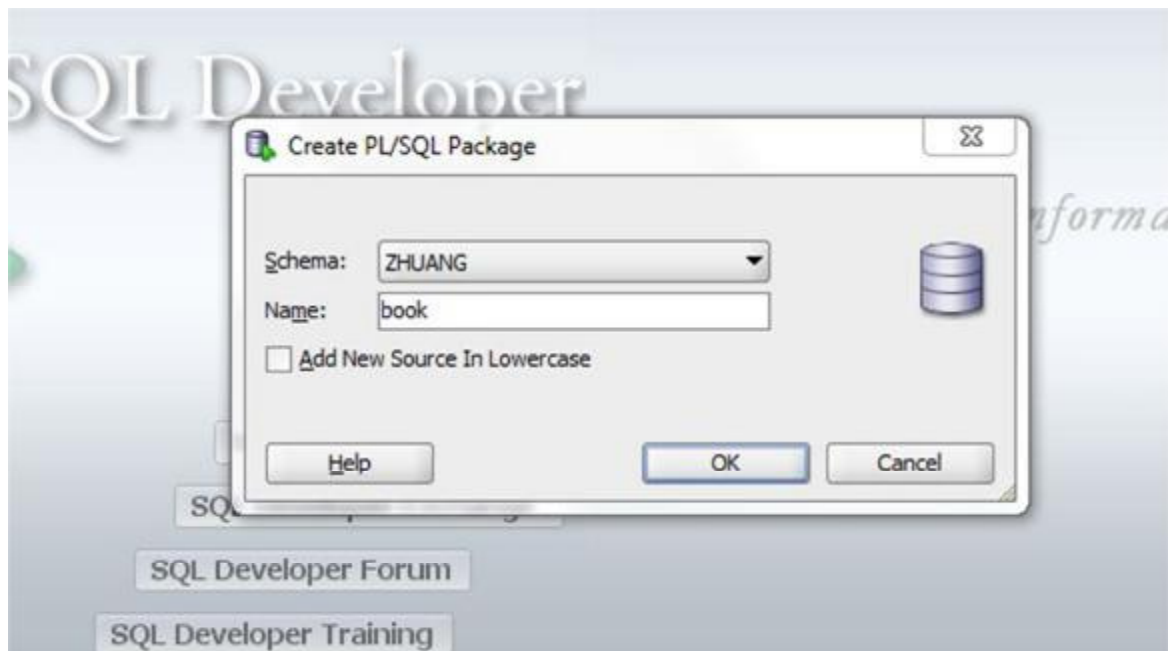 SQL Developer
Create PL/SQL Package
Schema: ZHUANG
Name: book
Add New Source In Lowercase
Help OK Cancel
SQL Developer Forum
SQL Developer Training